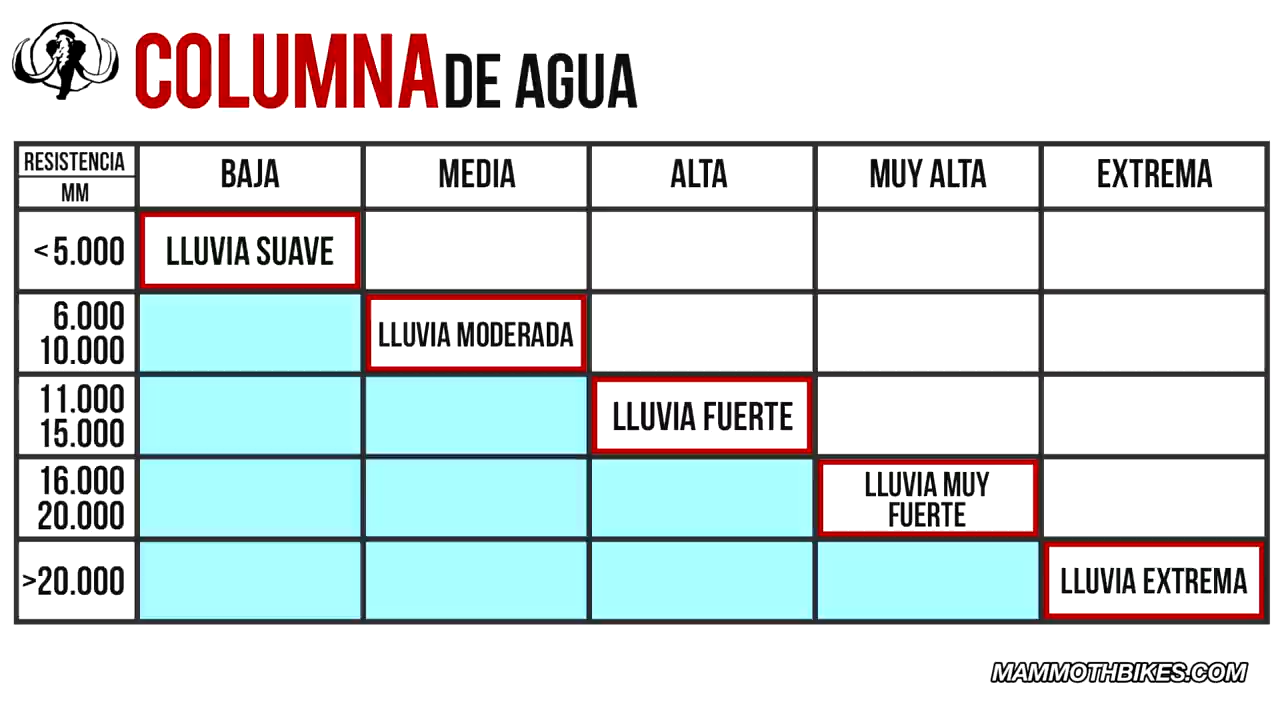 COLUMNA DE AGUA
RESISTENCIA
MM
BAJA
MEDIA
ALTA
MUY ALTA
EXTREMA
< 5.000
LLUVIA SUAVE
6.000
10.000
LLUVIA MODERADA
11.000
15.000
LLUVIA FUERTE
16.000
20.000
LLUVIA MUY
FUERTE
>20.000
LLUVIA EXTREMA
MAMMOTHBIKES.COM